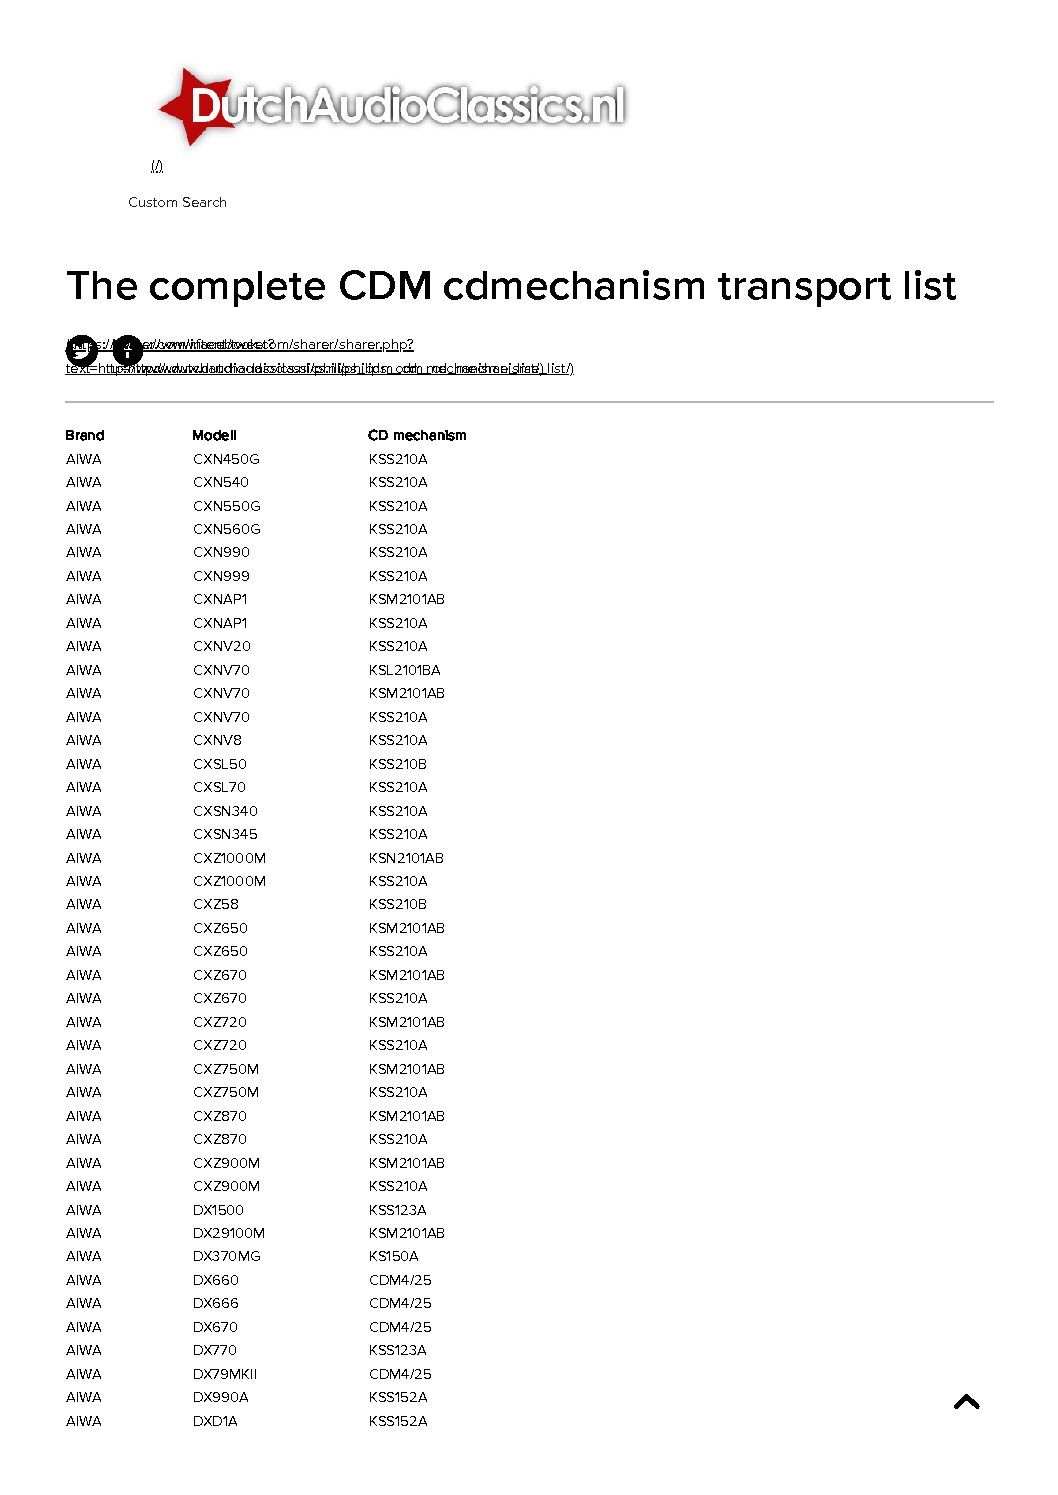 DutchAudioClassics.nl
(/)
Custom Search
The complete CDM cdmechanism transport list
Brand Modell CD mechanism
AIWA CXN450G KSS210A
AIWA CXN540 KSS210A
AIWA CXN550G KSS210A
AIWA CXN560G KSS210A
AIWA CXN990 KSS210A
AIWA CXN999 KSS210A
AIWA CXNAP1 KSM2101AB
AIWA CXNAP1 KSS210A
AIWA CXNV20 KSS210A
AIWA CXNV70 KSL2101BA
AIWA CXNV70 KSM2101AB
AIWA CXNV70 KSS210A
AIWA CXNV8 KSS210A
AIWA CXSL50 KSS210B
AIWA CXSL70 KSS210A
AIWA CXSN340 KSS210A
AIWA CXSN345 KSS210A
AIWA CXZ1000M KSN2101AB
AIWA CXZ1000M KSS210A
AIWA CXZ58 KSS210B
AIWA CXZ650 KSM2101AB
AIWA CXZ650 KSS210A
AIWA CXZ670 KSM2101AB
AIWA CXZ670 KSS210A
AIWA CXZ720 KSM2101AB
AIWA CXZ720 KSS210A
AIWA CXZ750M KSM2101AB
AIWA CXZ750M KSS210A
AIWA CXZ870 KSM2101AB
AIWA CXZ870 KSS210A
AIWA CXZ900M KSM2101AB
AIWA CXZ900M KSS210A
AIWA DX1500 KSS123A
AIWA DX29100M KSM2101AB
AIWA DX370MG KS150A
AIWA DX660 CDM4/25
AIWA DX666 CDM4/25
AIWA DX670 CDM4/25
AIWA DX770 KSS123A
AIWA DX79MKII CDM4/25
AIWA DX990A KSS152A
AIWA DXD1A KSS152A